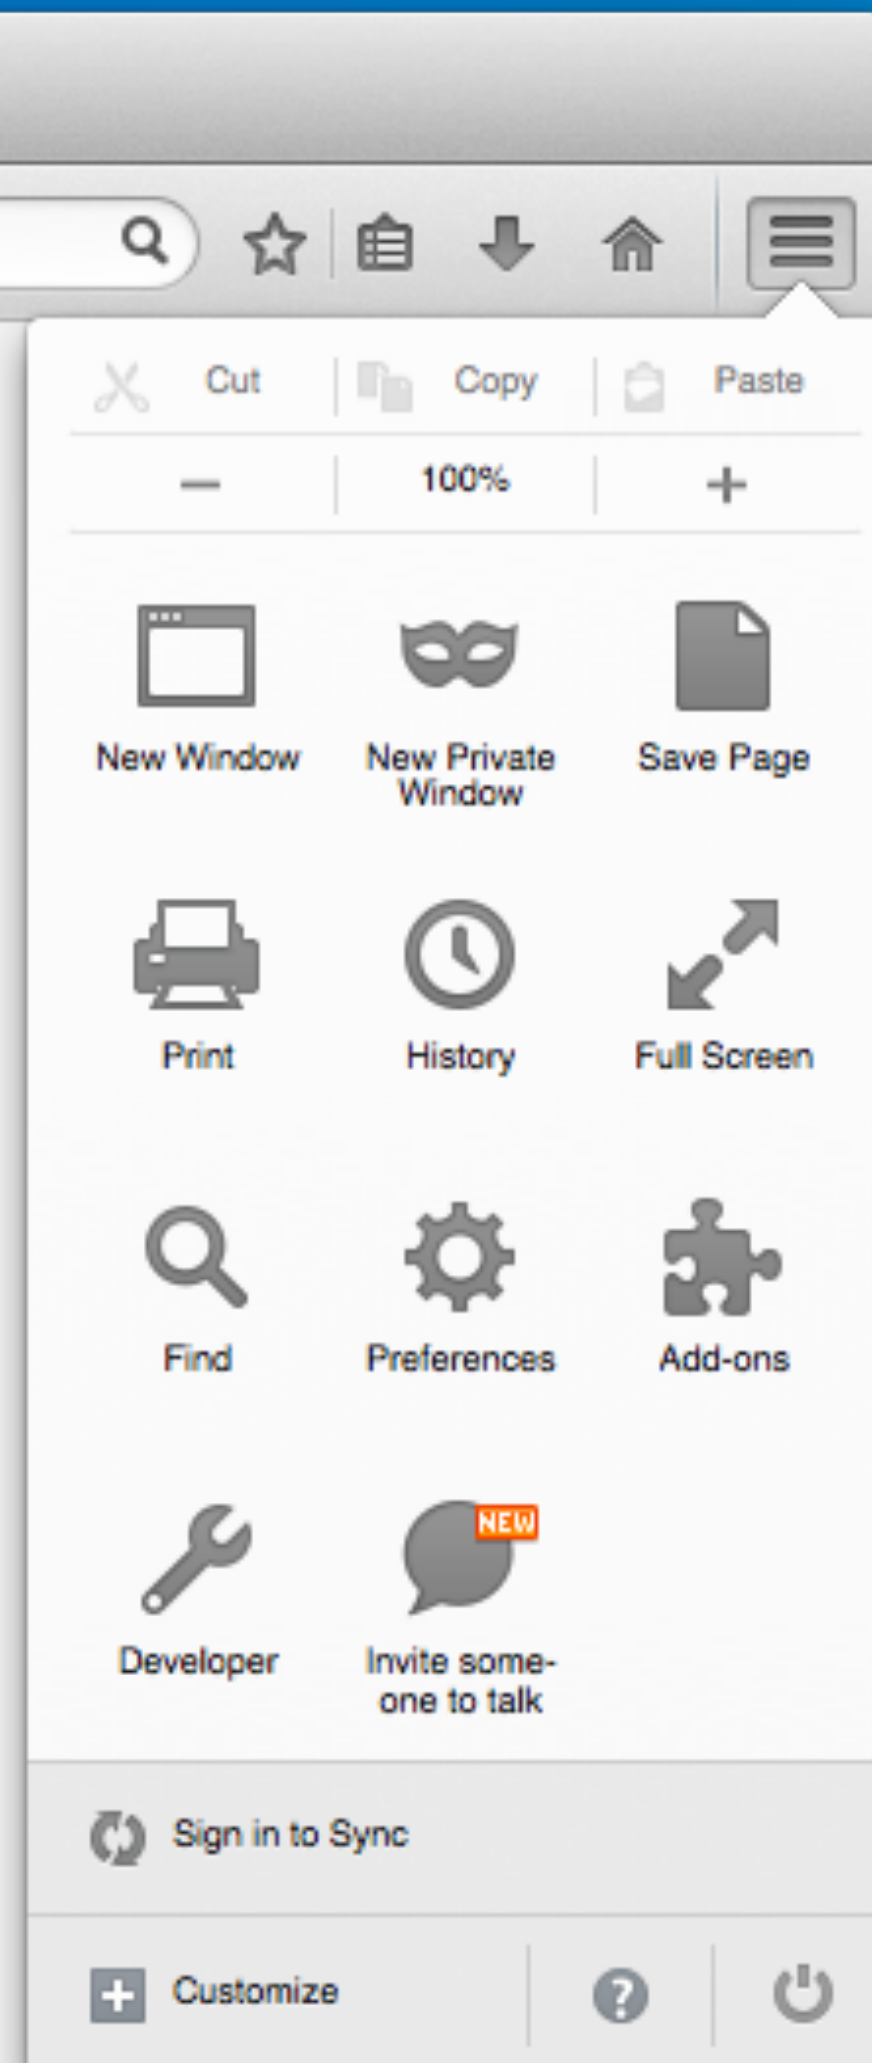 Cut Copy Paste
100%
New Window New Private Save Page
Window
Print History Full Screen
Find Preferences Add-ons
NEW
Developer Invite some-
one to talk
Sign in to Sync
Customize